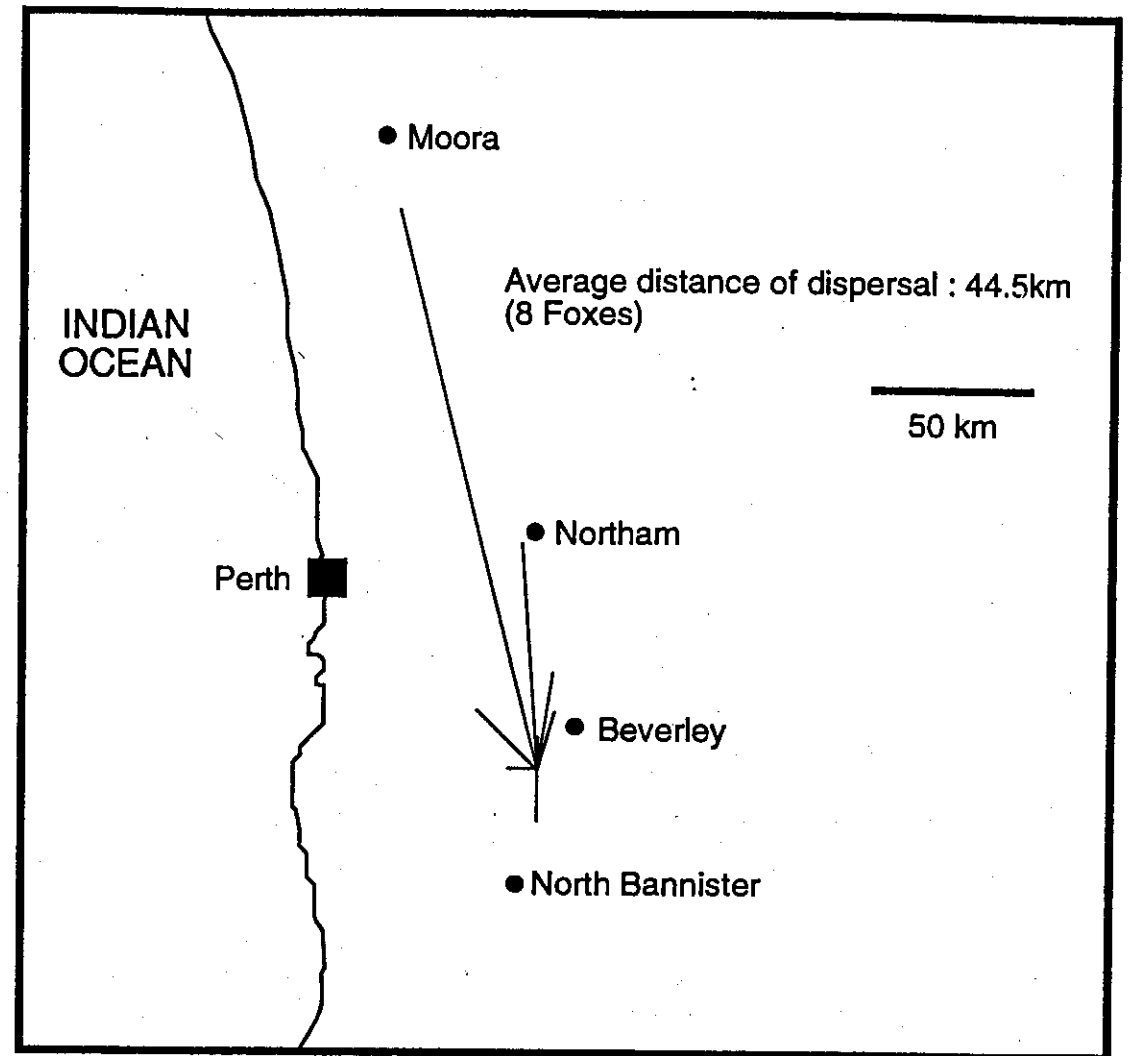 Moora
Average distance of dispersal : 44.5km
(8 Foxes)
INDIAN
OCEAN
50 km
Northam
Perth
Beverley
North Bannister